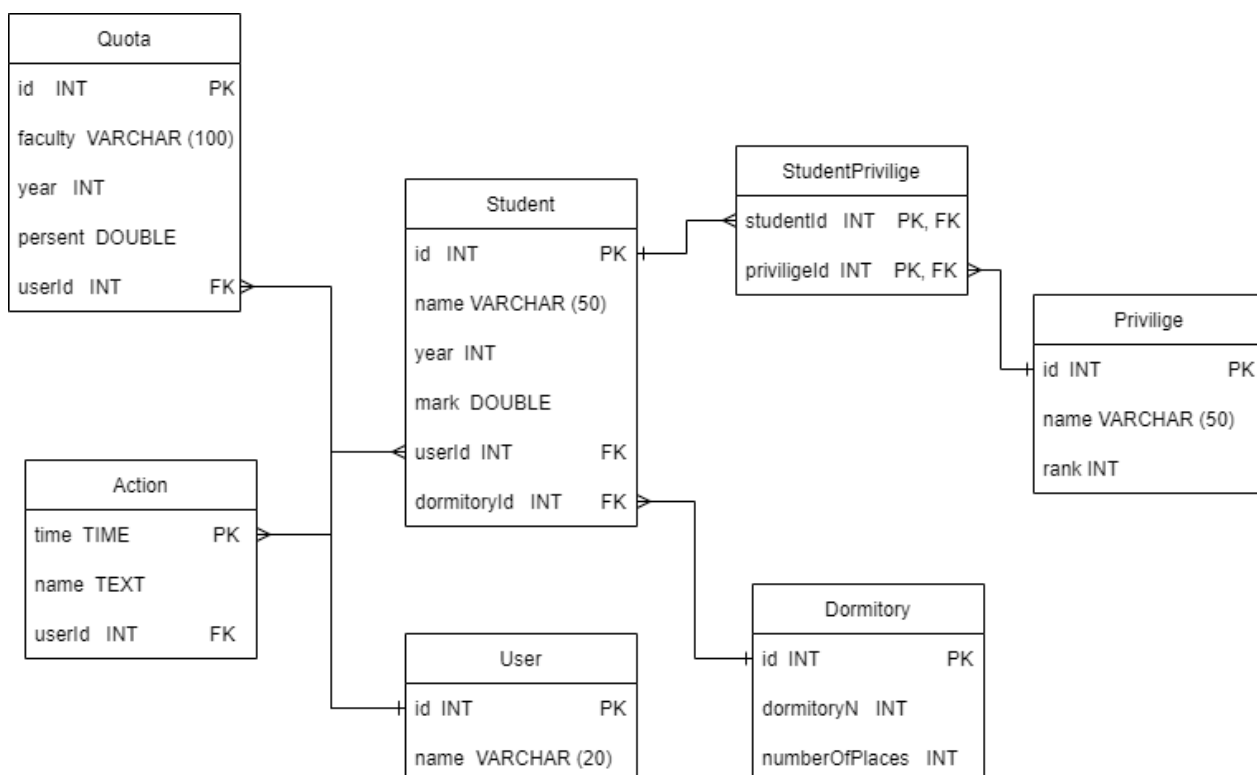 Quota
id INT PK
faculty VARCHAR (100)
year INT
persent DOUBLE
userId INT FK
Student
id INT PK
name VARCHAR (50)
year INT
mark DOUBLE
userId INT FK
dormitoryId INT FK
StudentPrivilige
studentId INT PK, FK
priviligeId INT PK, FK
Privilige
id INT PK
name VARCHAR (50)
rank INT
Action
time TIME PK
name TEXT
userId INT FK
User
id INT PK
name VARCHAR (20)
Dormitory
id INT PK
dormitoryN INT
numberOfPlaces INT